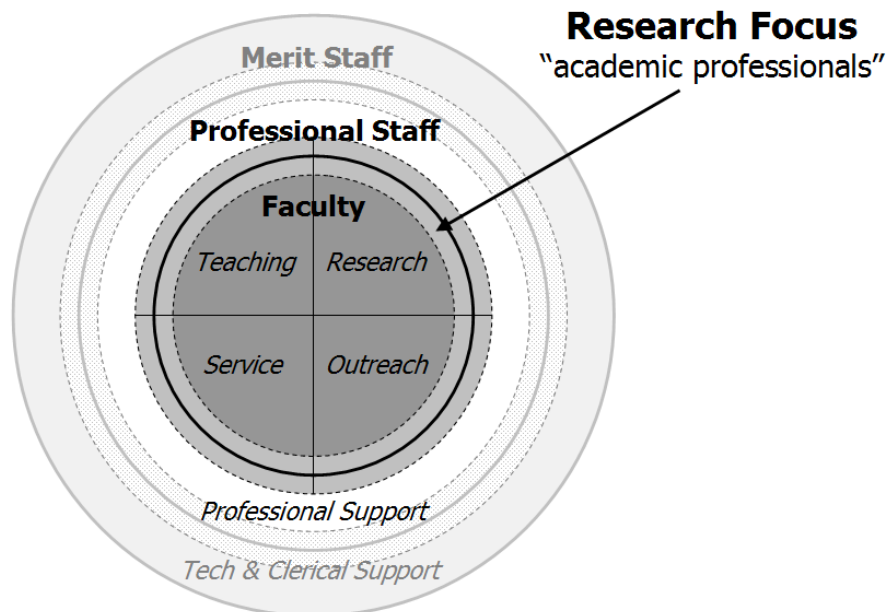 Research Focus
“academic professionals”
Merit Staff
Professional Staff
Faculty
Teaching
Research
Service
Outreach
Professional Support
Tech & Clerical Support